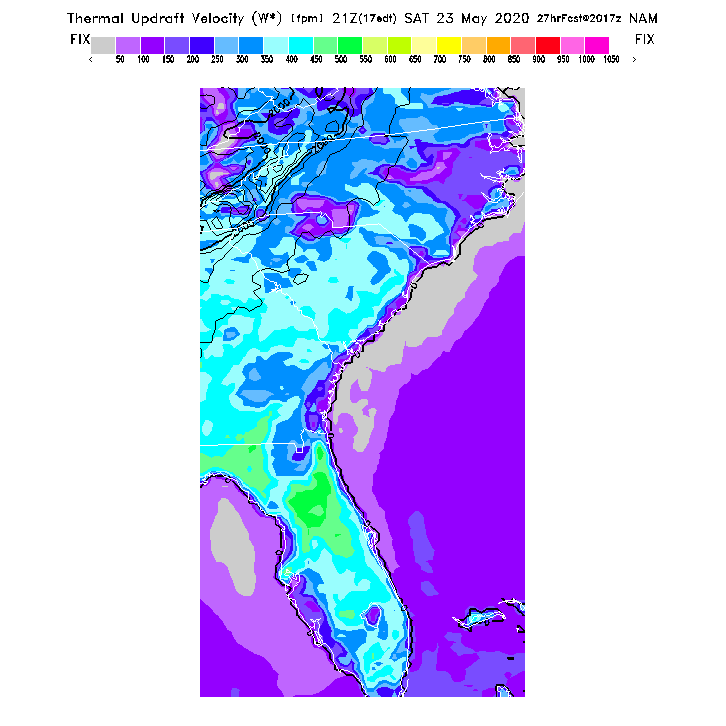 Thermal Updraft Velocity (W*) [fpm] 21Z(17edt) SAT 23 May 2020 27hrFcst@2017z NAM
FIX FIX
< 50 100 150 200 250 300 350 400 450 500 550 600 650 700 750 800 850 900 950 1000 1050 >
2000